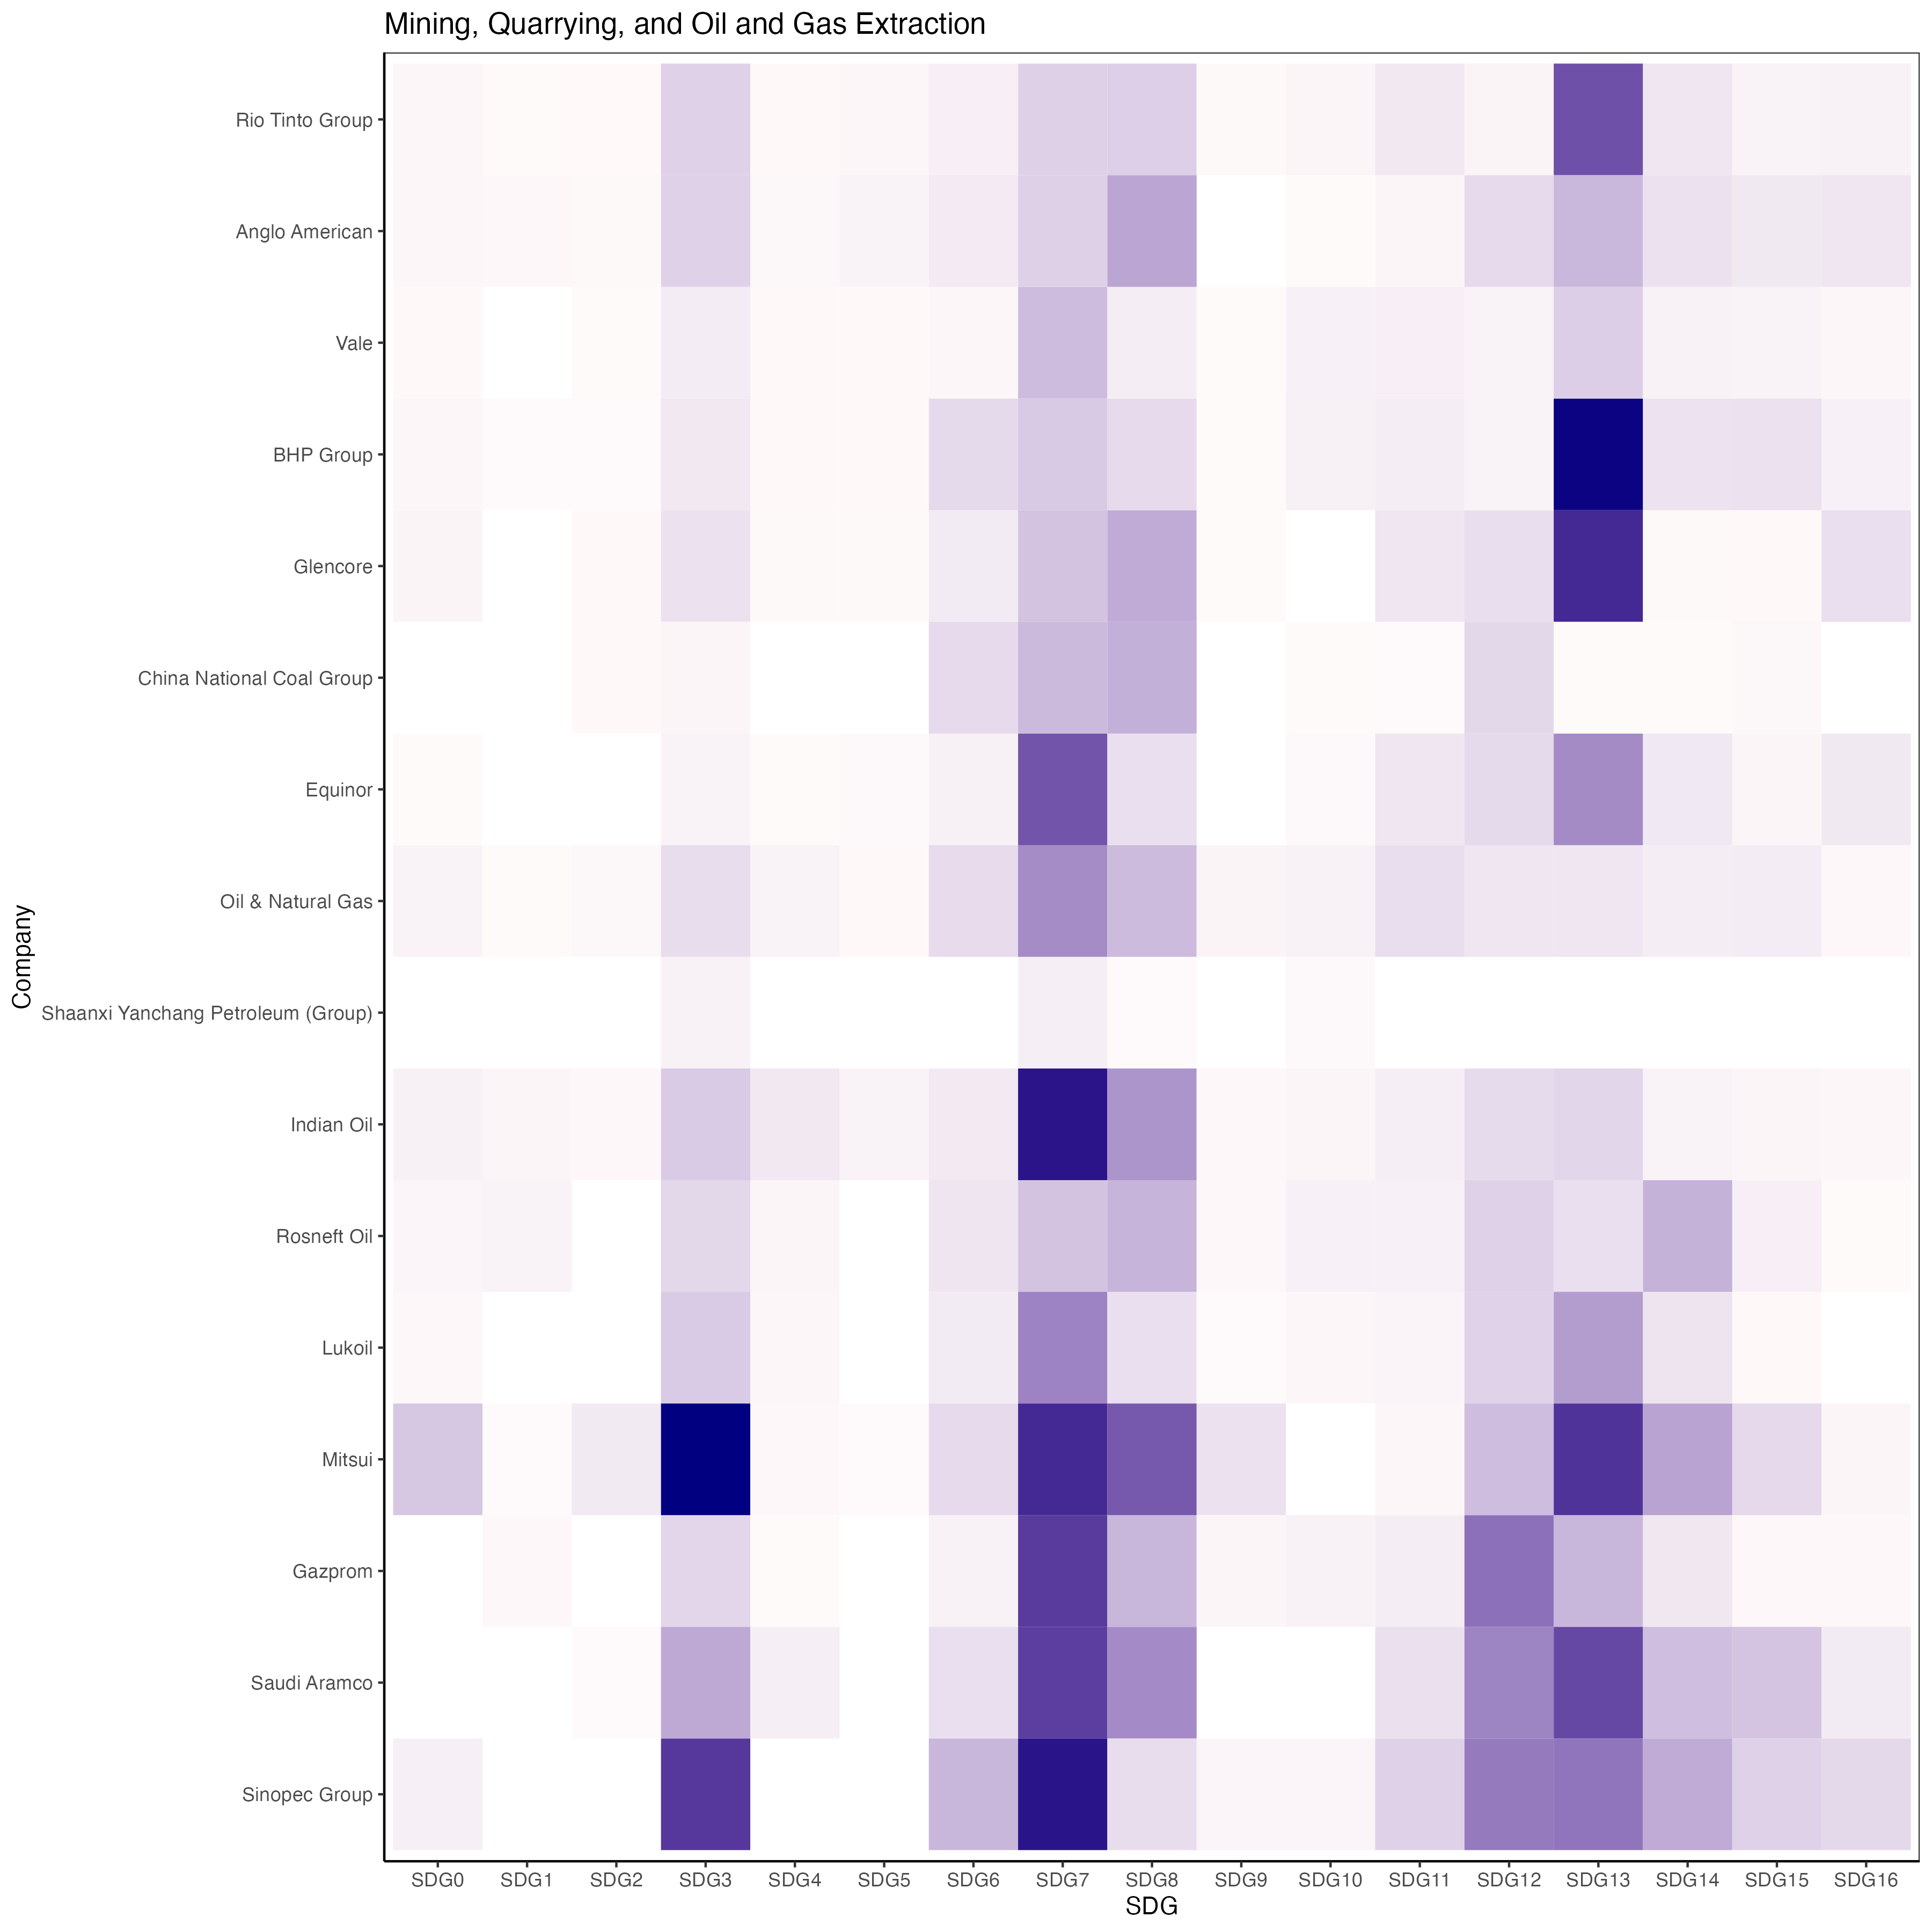 Mining, Quarrying, and Oil and Gas Extraction
Company
Rio Tinto Group
Anglo American
Vale
BHP Group
Glencore
China National Coal Group
Equinor
Oil & Natural Gas
Shaanxi Yanchang Petroleum (Group)
Indian Oil
Rosneft Oil
Lukoil
Mitsui
Gazprom
Saudi Aramco
Sinopec Group
SDG0 SDG1 SDG2 SDG3 SDG4 SDG5 SDG6 SDG7 SDG8 SDG9 SDG10 SDG11 SDG12 SDG13 SDG14 SDG15 SDG16
SDG